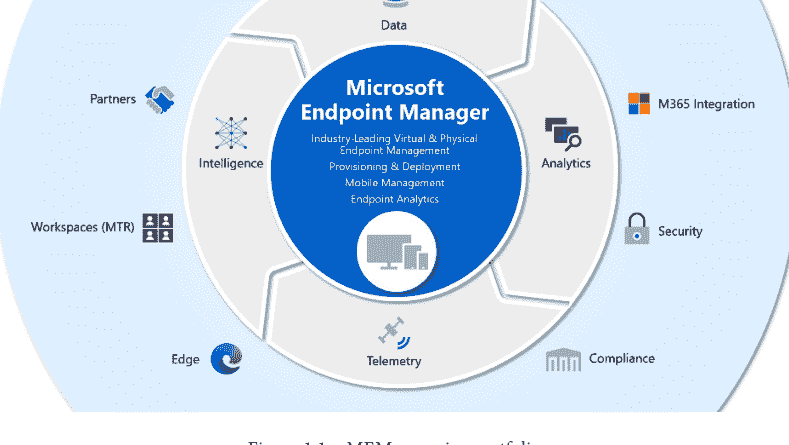 Data
Microsoft
Endpoint Manager
Industry-Leading Virtual & Physical
Endpoint Management
Provisioning & Deployment
Mobile Management
Endpoint Analytics
Partners
M365 Integration
Intelligence
Analytics
Workspaces (MTR)
Security
Telemetry
Edge
Compliance